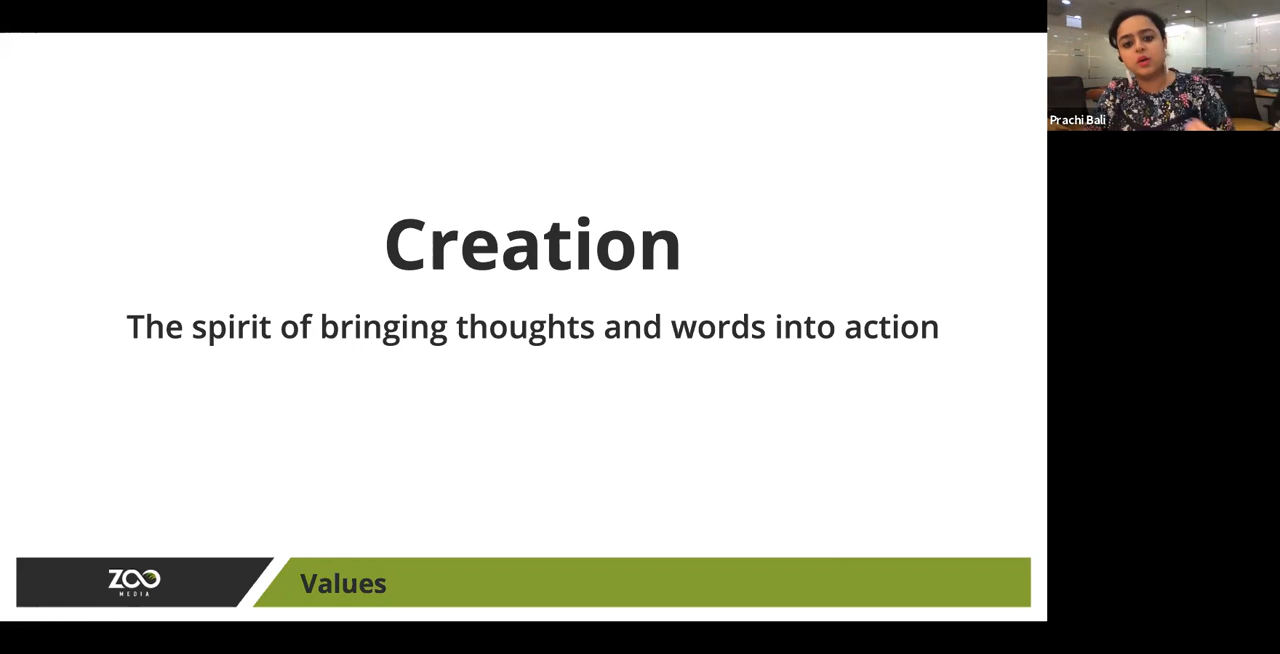 Creation
The spirit of bringing thoughts and words into action
ZOO
MEDIA
Values
Prachi Bali